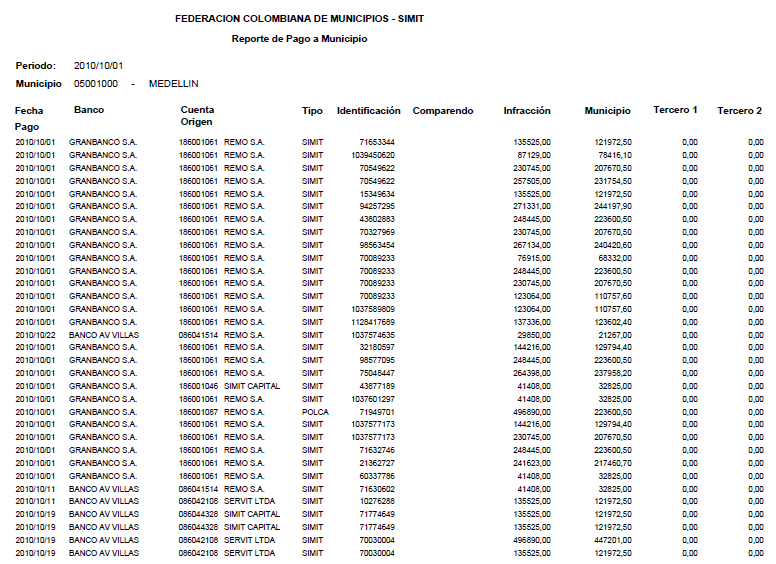 FEDERACION COLOMBIANA DE MUNICIPIOS - SIMIT
Reporte de Pago a Municipio
Periodo: 2010/10/01
Municipio 05001000 - MEDELLIN
Fecha Pago Banco Cuenta Origen Tipo Identificación Comparendo Infracción Municipio Tercero 1 Tercero 2
2010/10/01 GRANBANCO S.A. 186001061 REMO S.A. SIMIT 71653344 135525,00 121972,50 0,00 0,00
2010/10/01 GRANBANCO S.A. 186001061 REMO S.A. SIMIT 1039450620 87129,00 78416,10 0,00 0,00
2010/10/01 GRANBANCO S.A. 186001061 REMO S.A. SIMIT 70549622 230745,00 207670,50 0,00 0,00
2010/10/01 GRANBANCO S.A. 186001061 REMO S.A. SIMIT 70549622 257505,00 231754,50 0,00 0,00
2010/10/01 GRANBANCO S.A. 186001061 REMO S.A. SIMIT 15349634 135525,00 121972,50 0,00 0,00
2010/10/01 GRANBANCO S.A. 186001061 REMO S.A. SIMIT 94257295 271331,00 244197,90 0,00 0,00
2010/10/01 GRANBANCO S.A. 186001061 REMO S.A. SIMIT 43802883 248445,00 223600,50 0,00 0,00
2010/10/01 GRANBANCO S.A. 186001061 REMO S.A. SIMIT 70327969 230745,00 207670,50 0,00 0,00
2010/10/01 GRANBANCO S.A. 186001061 REMO S.A. SIMIT 98563454 267134,00 240420,60 0,00 0,00
2010/10/01 GRANBANCO S.A. 186001061 REMO S.A. SIMIT 70089233 76915,00 68332,00 0,00 0,00
2010/10/01 GRANBANCO S.A. 186001061 REMO S.A. SIMIT 70089233 248445,00 223600,50 0,00 0,00
2010/10/01 GRANBANCO S.A. 186001061 REMO S.A. SIMIT 70089233 230745,00 207670,50 0,00 0,00
2010/10/01 GRANBANCO S.A. 186001061 REMO S.A. SIMIT 70089233 123064,00 110757,60 0,00 0,00
2010/10/01 GRANBANCO S.A. 186001061 REMO S.A. SIMIT 1037589809 123064,00 110757,60 0,00 0,00
2010/10/01 GRANBANCO S.A. 186001061 REMO S.A. SIMIT 1128417689 137336,00 123602,40 0,00 0,00
2010/10/22 BANCO AV VILLAS 086041514 REMO S.A. SIMIT 1037574635 29850,00 21267,00 0,00 0,00
2010/10/01 GRANBANCO S.A. 186001061 REMO S.A. SIMIT 32180597 144216,00 129794,40 0,00 0,00
2010/10/01 GRANBANCO S.A. 186001061 REMO S.A. SIMIT 98577095 248445,00 223600,50 0,00 0,00
2010/10/01 GRANBANCO S.A. 186001061 REMO S.A. SIMIT 75048447 264398,00 237958,20 0,00 0,00
2010/10/01 GRANBANCO S.A. 186001046 SIMIT CAPITAL SIMIT 43877189 41408,00 32825,00 0,00 0,00
2010/10/01 GRANBANCO S.A. 186001061 REMO S.A. SIMIT 1037601297 41408,00 32825,00 0,00 0,00
2010/10/01 GRANBANCO S.A. 186001087 REMO S.A. POLCA 71949701 496890,00 223600,50 0,00 0,00
2010/10/01 GRANBANCO S.A. 186001061 REMO S.A. SIMIT 1037577173 144216,00 129794,40 0,00 0,00
2010/10/01 GRANBANCO S.A. 186001061 REMO S.A. SIMIT 1037577173 230745,00 207670,50 0,00 0,00
2010/10/01 GRANBANCO S.A. 186001061 REMO S.A. SIMIT 71632746 248445,00 223600,50 0,00 0,00
2010/10/01 GRANBANCO S.A. 186001061 REMO S.A. SIMIT 21362727 241623,00 217460,70 0,00 0,00
2010/10/01 GRANBANCO S.A. 186001061 REMO S.A. SIMIT 60337786 41408,00 32825,00 0,00 0,00
2010/10/11 BANCO AV VILLAS 086041514 REMO S.A. SIMIT 71630602 41408,00 32825,00 0,00 0,00
2010/10/11 BANCO AV VILLAS 086042108 SERVIT LTDA SIMIT 10276288 135525,00 121972,50 0,00 0,00
2010/10/19 BANCO AV VILLAS 086044328 SIMIT CAPITAL SIMIT 71774649 135525,00 121972,50 0,00 0,00
2010/10/19 BANCO AV VILLAS 086044328 SIMIT CAPITAL SIMIT 71774649 135525,00 121972,50 0,00 0,00
2010/10/19 BANCO AV VILLAS 086042108 SERVIT LTDA SIMIT 70030004 496890,00 447201,00 0,00 0,00
2010/10/19 BANCO AV VILLAS 086042108 SERVIT LTDA SIMIT 70030004 135525,00 121972,50 0,00 0,00